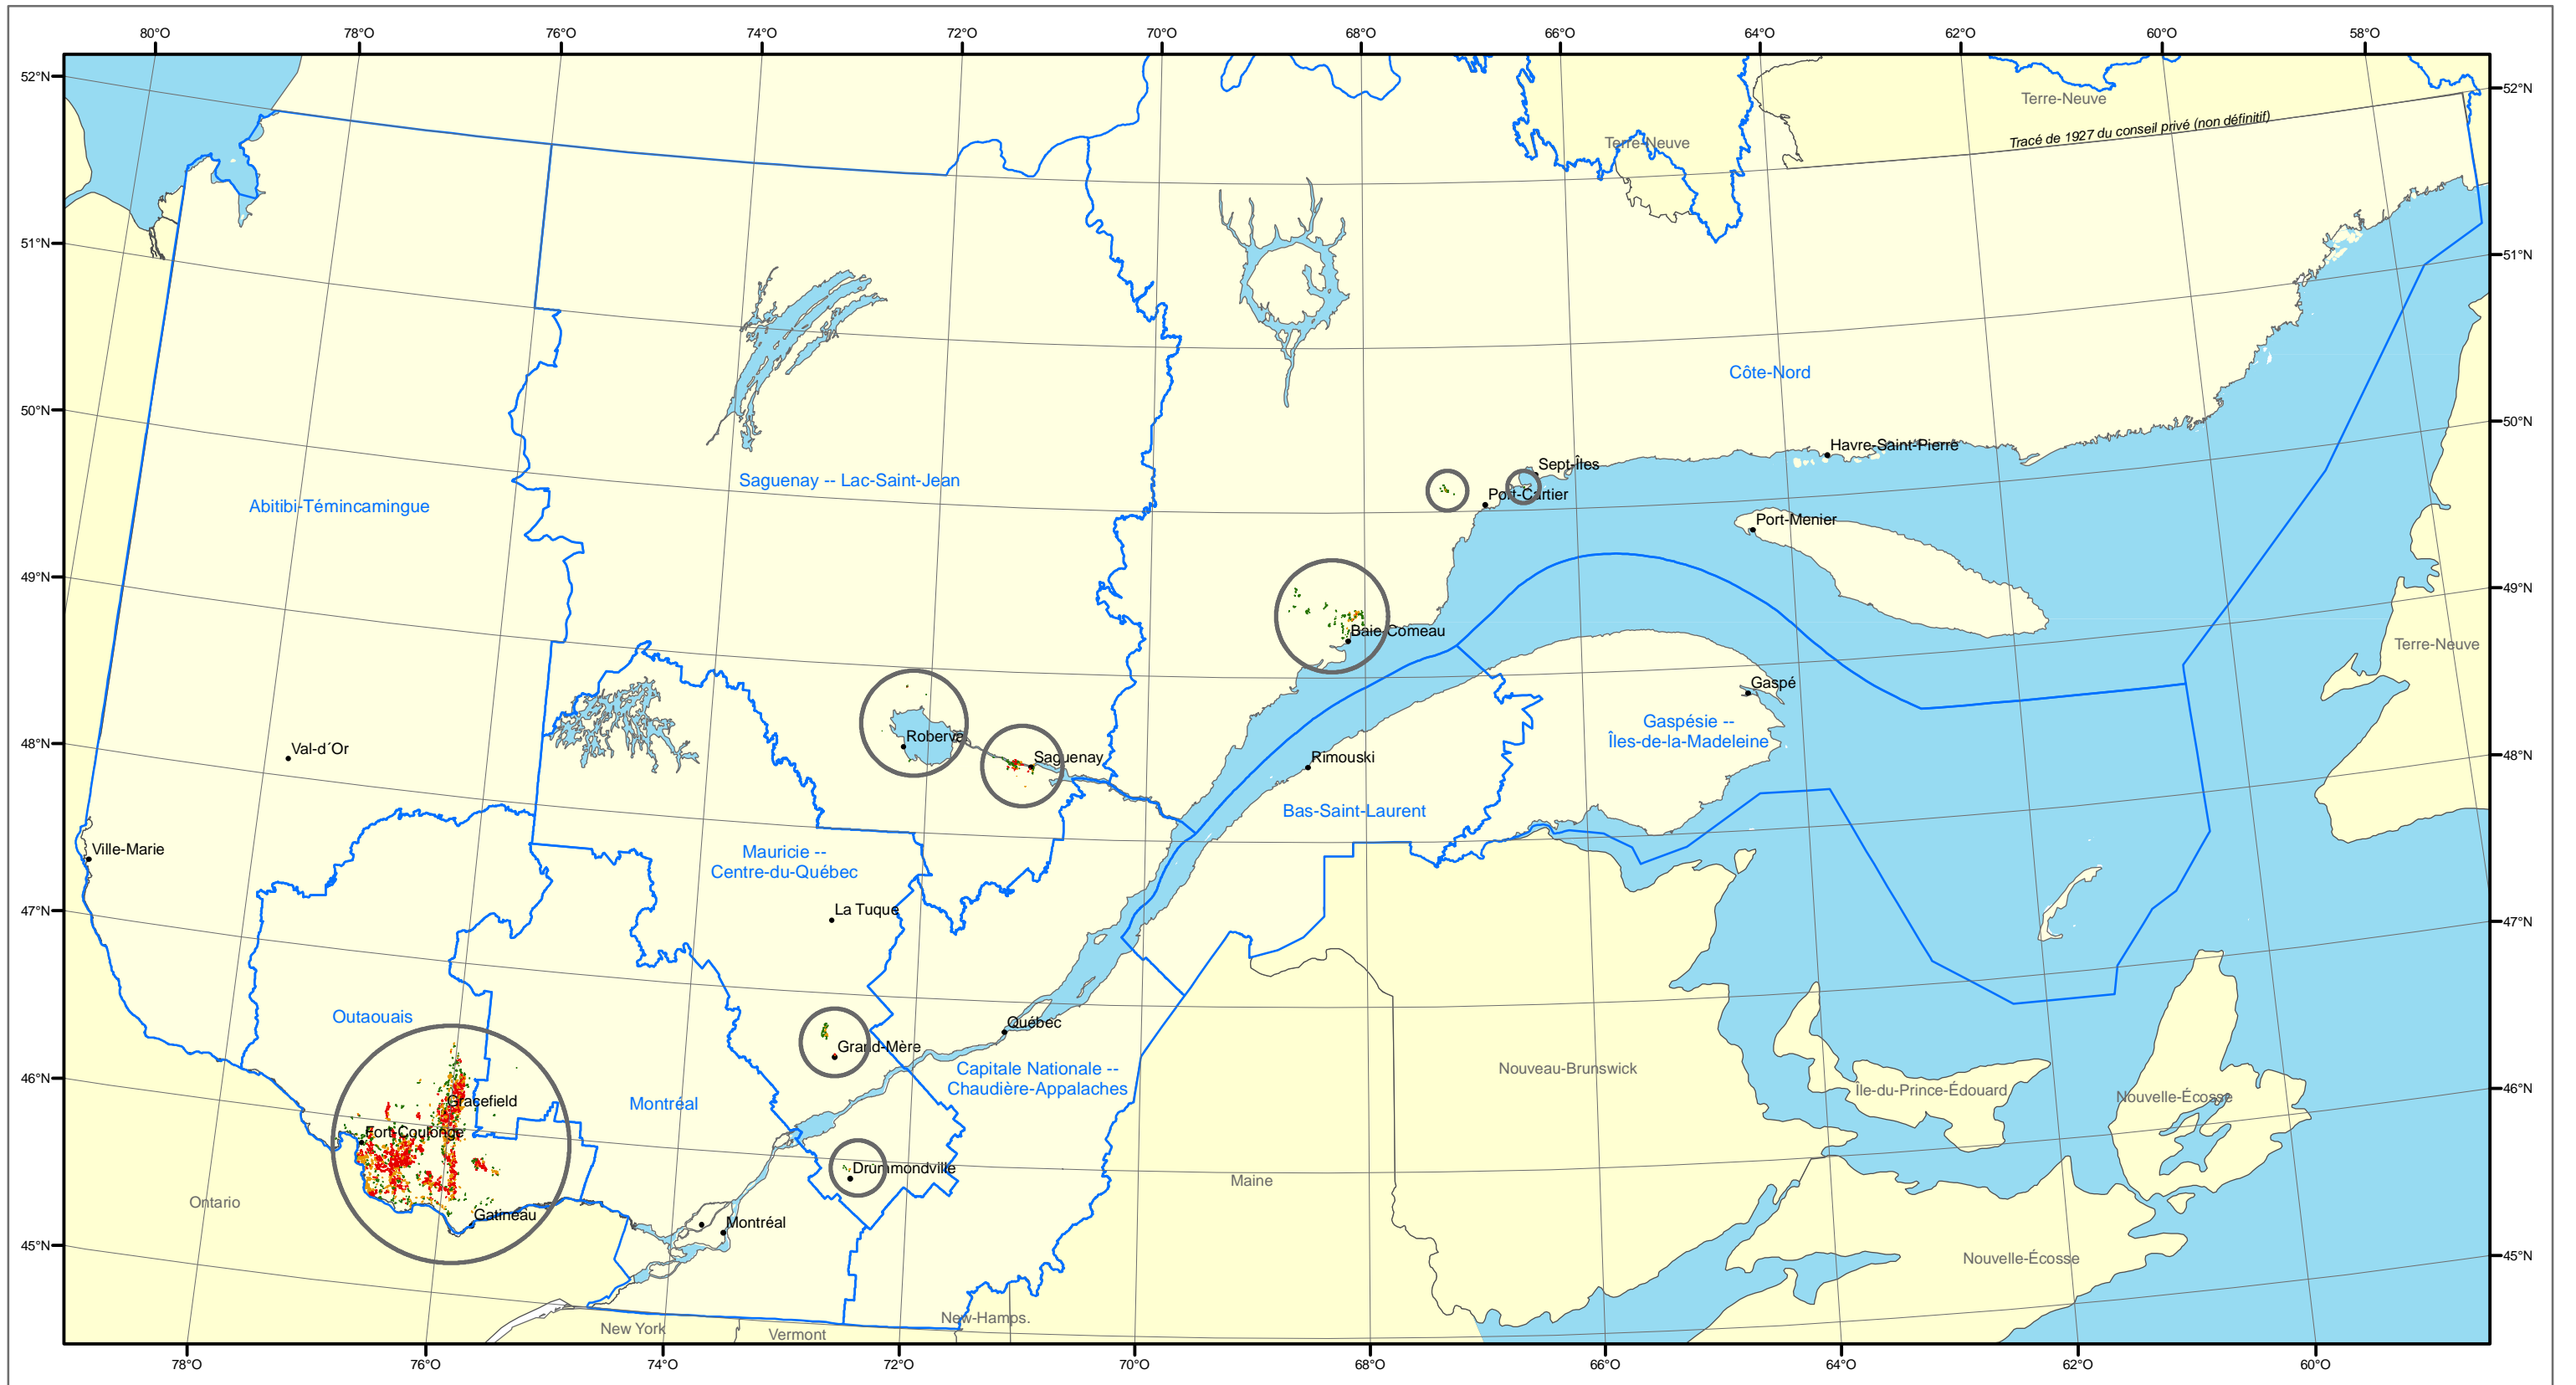 80°O 78°O 76°O 74°O 72°O 70°O 68°O 66°O 64°O 62°O 60°O 58°O
52°N
52°N
Terre-Neuve
Tracé de 1927 du conseil privé (non définitif)
Terre-Neuve
51°N
51°N
Côte-Nord
50°N
50°N
Havre-Saint-Pierre
Sept-Îles
Saguenay -- Lac-Saint-Jean
Port-Cartier
Abitibi-Témincamingue
Port-Menier
49°N
49°N
Baie-Comeau
Terre-Neuve
Gaspé
Gaspésie --
Îles-de-la-Madeleine
Roberval
48°N
Val-d´Or
Saguenay
Rimouski
48°N
Bas-Saint-Laurent
Ville-Marie
Mauricie --
Centre-du-Québec
47°N
La Tuque
47°N
Outaouais
Québec
Grand-Mère
Capitale Nationale --
Chaudière-Appalaches
Nouveau-Brunswick
46°N
46°N
Île-du-Prince-Édouard
Nouvelle-Écosse
Gracefield
Montréal
Fort-Coulonge
Drummondville
Maine
Ontario
Gatineau
Montréal
45°N
45°N
Nouvelle-Écosse
New-Hamps.
New York
Vermont
78°O 76°O 74°O 72°O 70°O 68°O 66°O 64°O 62°O 60°O